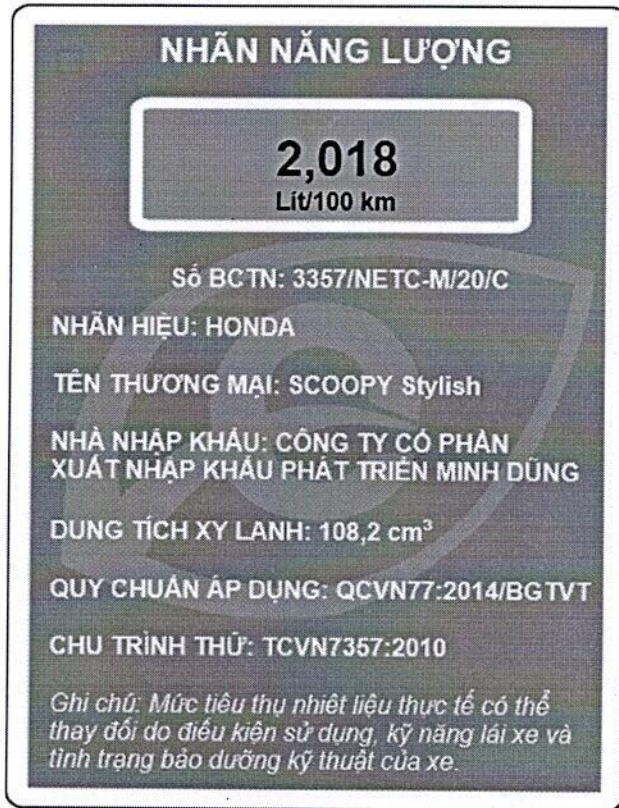 NHÃN NĂNG LƯỢNG
2,018
Lít/100 km
Số BCTN: 3357/NETC-M/20/C
NHÃN HIỆU: HONDA
TÊN THƯƠNG MẠI: SCOOPY Stylish
NHÀ NHẬP KHẨU: CÔNG TY CỔ PHẦN
XUẤT NHẬP KHẨU PHÁT TRIỂN MINH DŨNG
DUNG TÍCH XY LANH: 108,2 cm³
QUY CHUẨN ÁP DỤNG: QCVN77:2014/BGTVT
CHU TRÌNH THỬ: TCVN7357:2010
Ghi chú: Mức tiêu thụ nhiêt liệu thực tế có thể
thay đổi do điều kiện sử dụng, kỹ năng lái xe và
tình trạng bảo dưỡng kỹ thuật của xe.